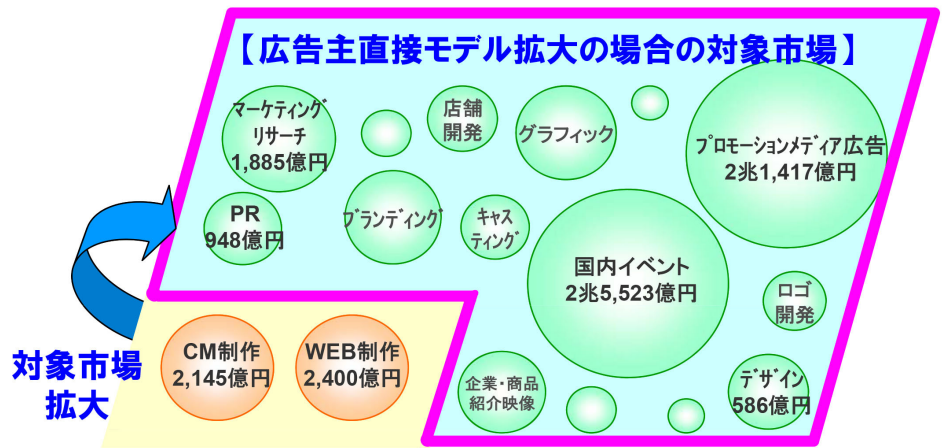 【広告主直接モデル拡大の場合の対象市場】
マーケティング
リサーチ
1,885億円
店舗
開発
グラフィック
プロモーションメディア広告
2兆1,417億円
PR
948億円
ブランディング
キャス
ティング
国内イベント
2兆5,523億円
ロゴ
開発
対象市場
拡大
CM制作
2,145億円
WEB制作
2,400億円
企業・商品
紹介映像
デザイン
586億円